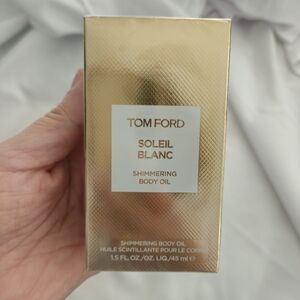 TOM FORD
SOLEIL
BLANC
SHIMMERING
BODY OIL
SHIMMERING BODY OIL
HUILE SCINTILLANTE POUR LE CORPS
1.5 FL. OZ./OZ. LIQ./45 ml ℮